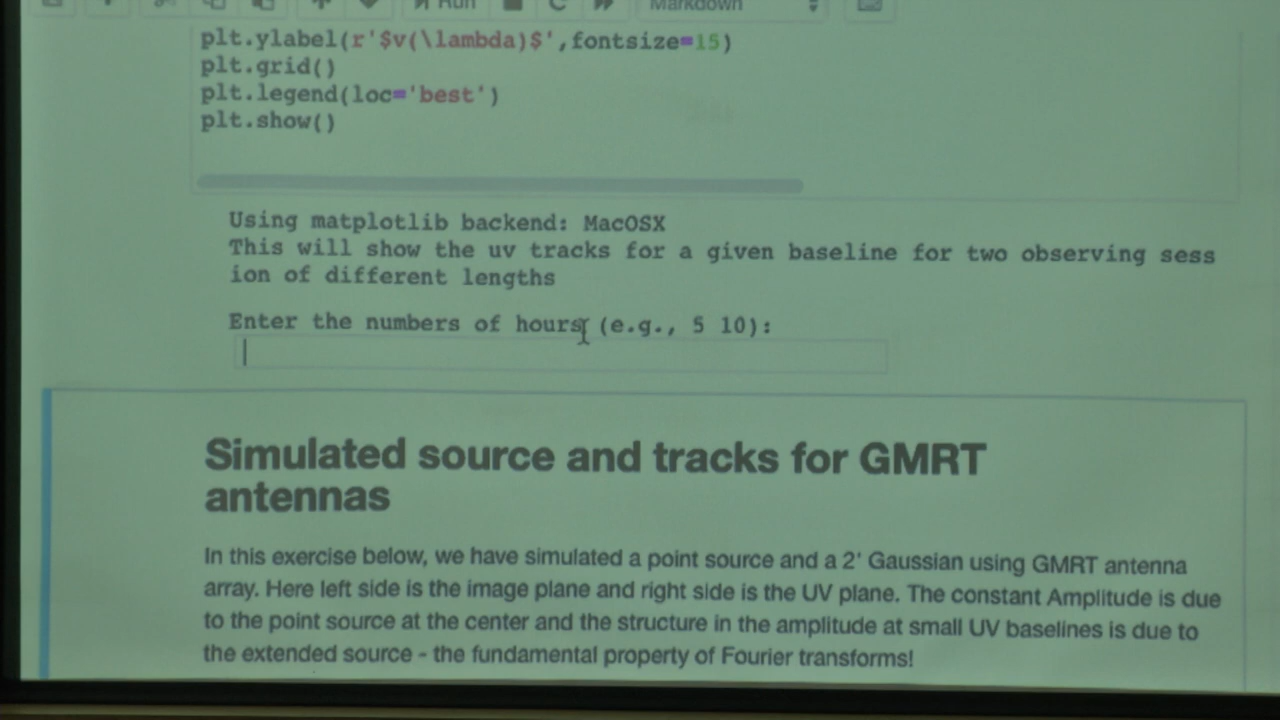 Run
Markdown
plt.ylabel(r'$v(\lambda)$',fontsize=15)
plt.grid()
plt.legend(loc='best')
plt.show()
Using matplotlib backend: MacOSX
This will show the uv tracks for a given baseline for two observing sess
ion of different lengths
Enter the numbers of hours (e.g., 5 10):
Simulated source and tracks for GMRT
antennas
In this exercise below, we have simulated a point source and a 2' Gaussian using GMRT antenna
array. Here left side is the image plane and right side is the UV plane. The constant Amplitude is due
to the point source at the center and the structure in the amplitude at small UV baselines is due to
the extended source - the fundamental property of Fourier transforms!